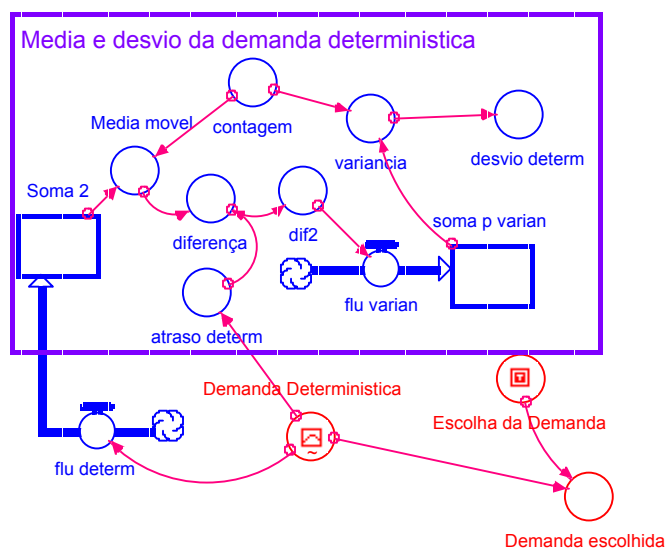 Media e desvio da demanda deterministica
Media movel
contagem
variancia
desvio determ
Soma 2
diferença
dif2
soma p varian
flu varian
atraso determ
Demanda Deterministica
T
Escolha da Demanda
flu determ
~
Demanda escolhida